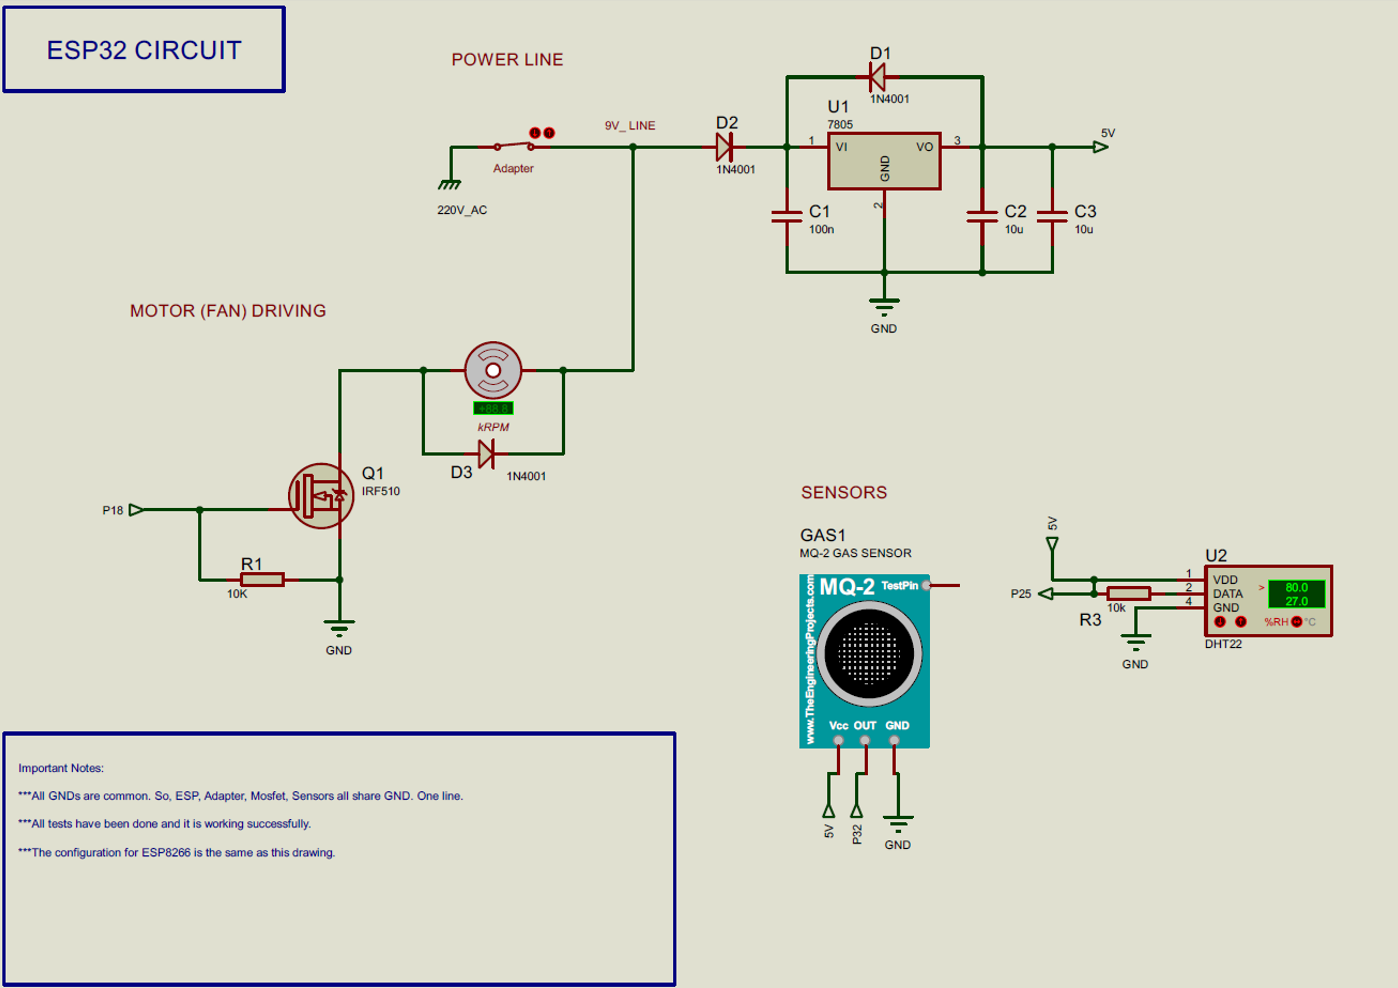 ESP32 CIRCUIT
POWER LINE
D1
1N4001
U1
7805
9V_ LINE
D2
1N4001
1
VI
VO
3
GND
2
5V
Adapter
220V_AC
C1
100n
C2
10u
C3
10u
GND
MOTOR (FAN) DRIVING
kRPM
D3
1N4001
Q1
IRF510
P18
R1
10K
GND
SENSORS
GAS1
MQ-2 GAS SENSOR
MQ-2
TestPin
www.TheEngineeringProjects.com
Vcc OUT GND
5V
P32
GND
5V
P25
R3
10k
GND
U2
1
VDD
2
DATA
4
GND
>
80.0
27.0
%RH
°C
DHT22
Important Notes:
***All GNDs are common. So, ESP, Adapter, Mosfet, Sensors all share GND. One line.
***All tests have been done and it is working successfully.
***The configuration for ESP8266 is the same as this drawing.